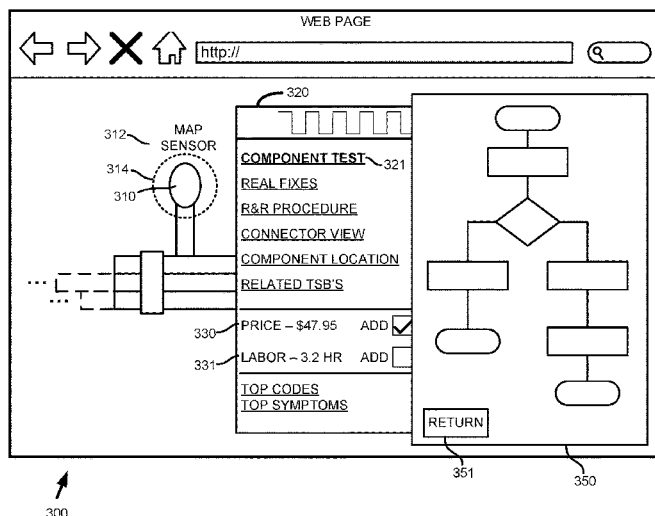 WEB PAGE
http://
320
312
MAP
SENSOR
314
310
COMPONENT TEST
321
REAL FIXES
R&R PROCEDURE
CONNECTOR VIEW
COMPONENT LOCATION
RELATED TSB'S
...
...
330
PRICE – $47.95 ADD
331
LABOR – 3.2 HR ADD
TOP CODES
TOP SYMPTOMS
RETURN
351
350
300